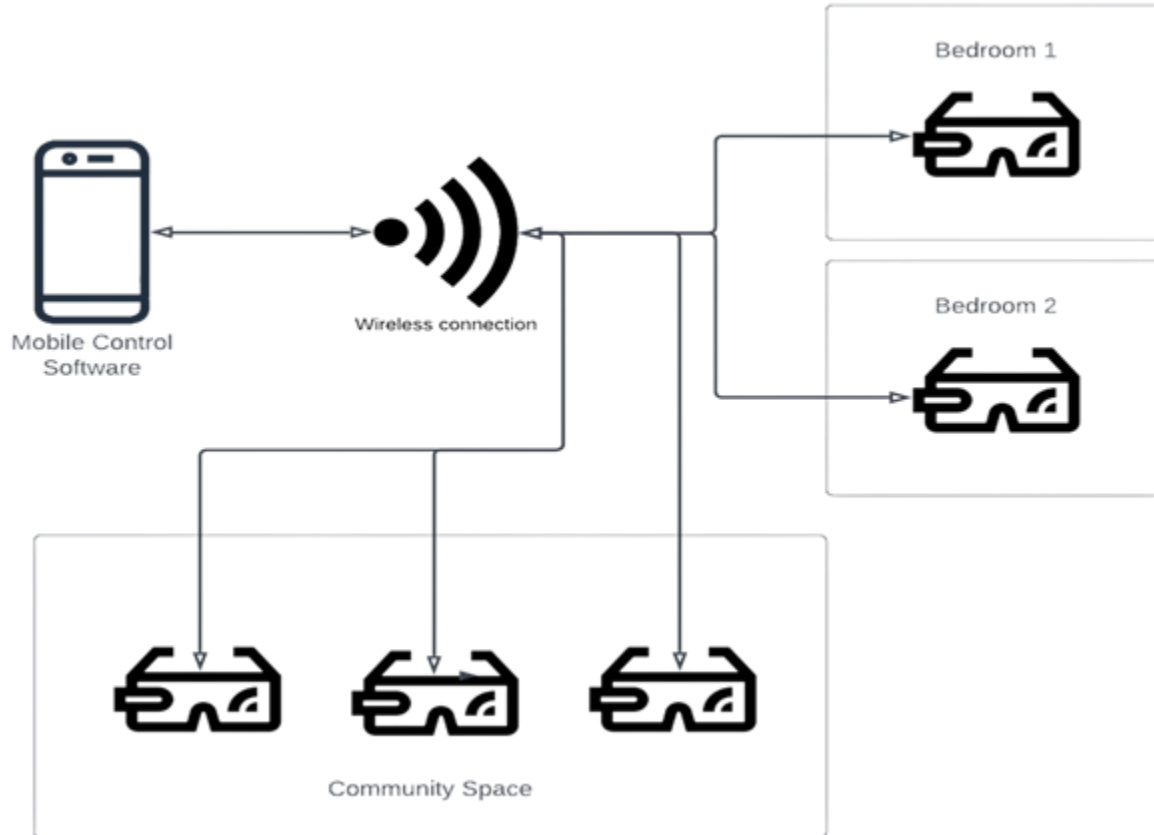 Bedroom 1
Wireless connection
Mobile Control
Software
Bedroom 2
Community Space